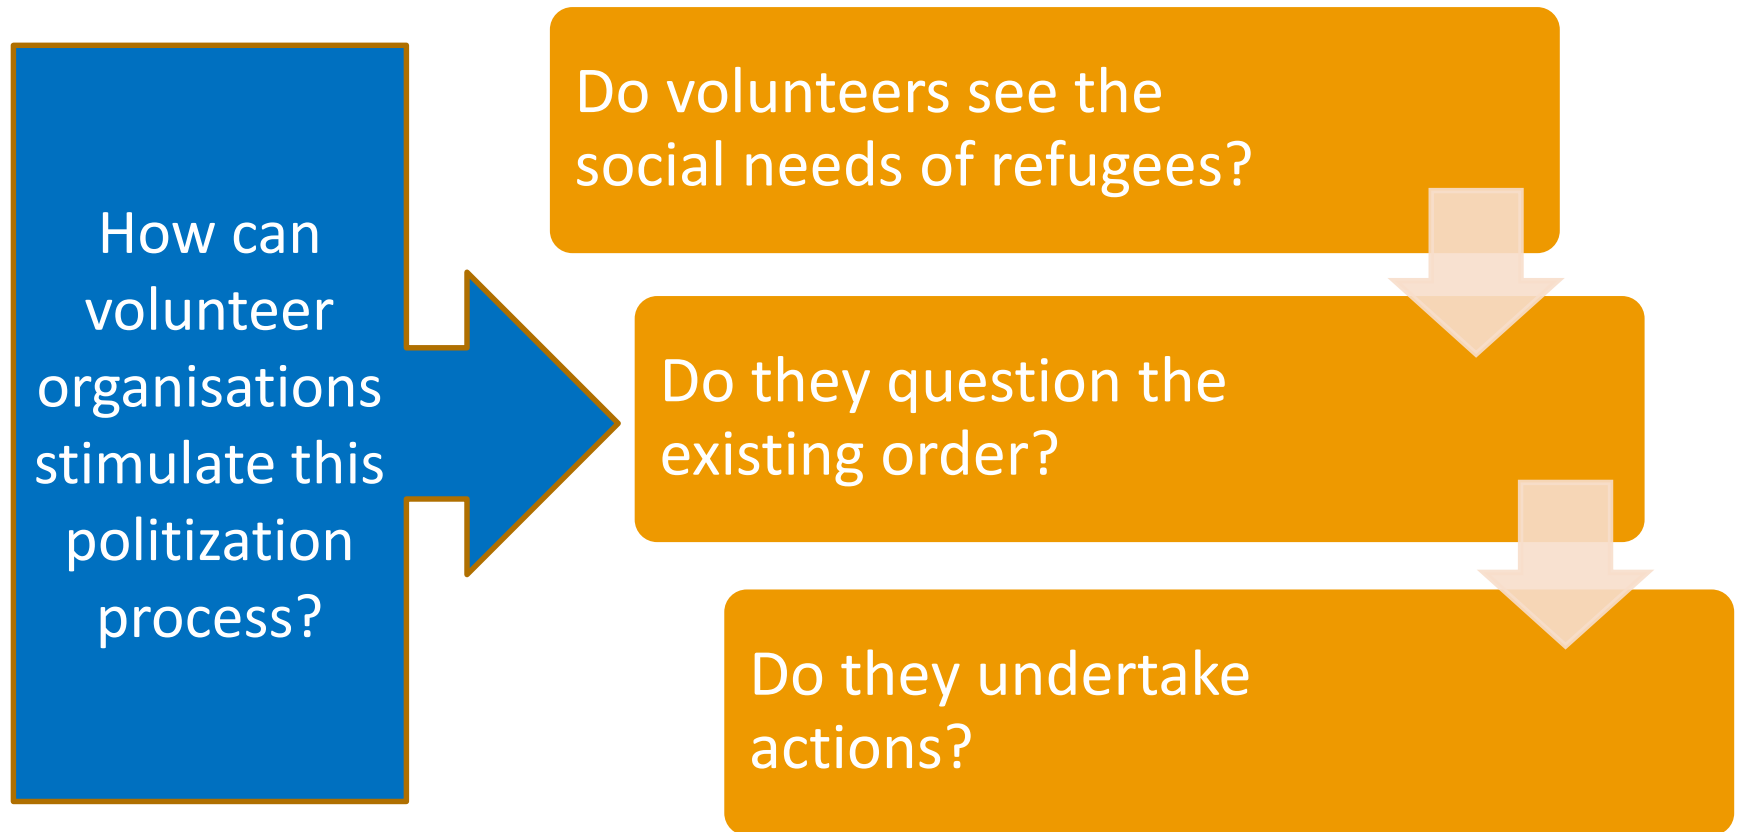 How can
volunteer
organisations
stimulate this
politization
process?
Do volunteers see the
social needs of refugees?
Do they question the
existing order?
Do they undertake
actions?